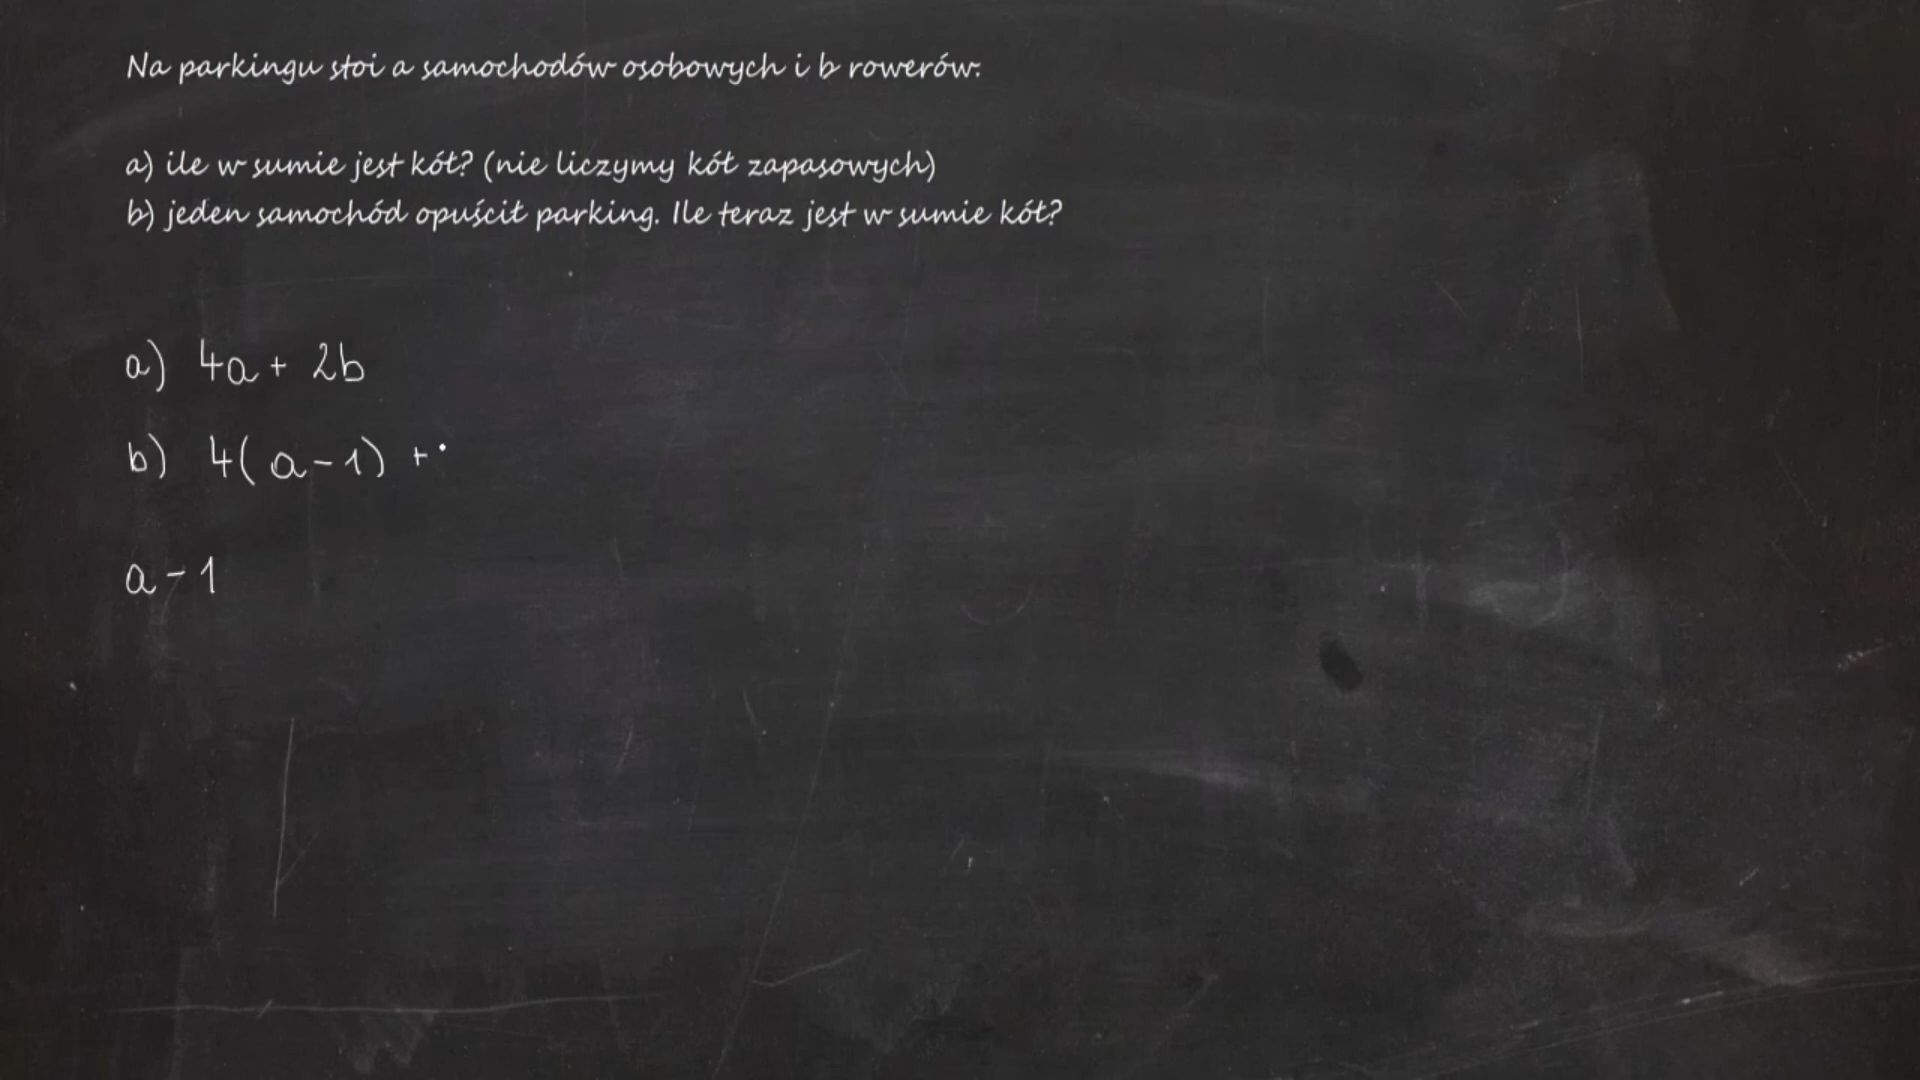 Na parkingu stoi a samochodów osobowych i b rowerów.
a) ile w sumie jest kół? (nie liczymy kół zapasowych)
b) jeden samochód opuścił parking. Ile teraz jest w sumie kół?
a) 4a + 2b
b) 4(a-1) +
a - 1